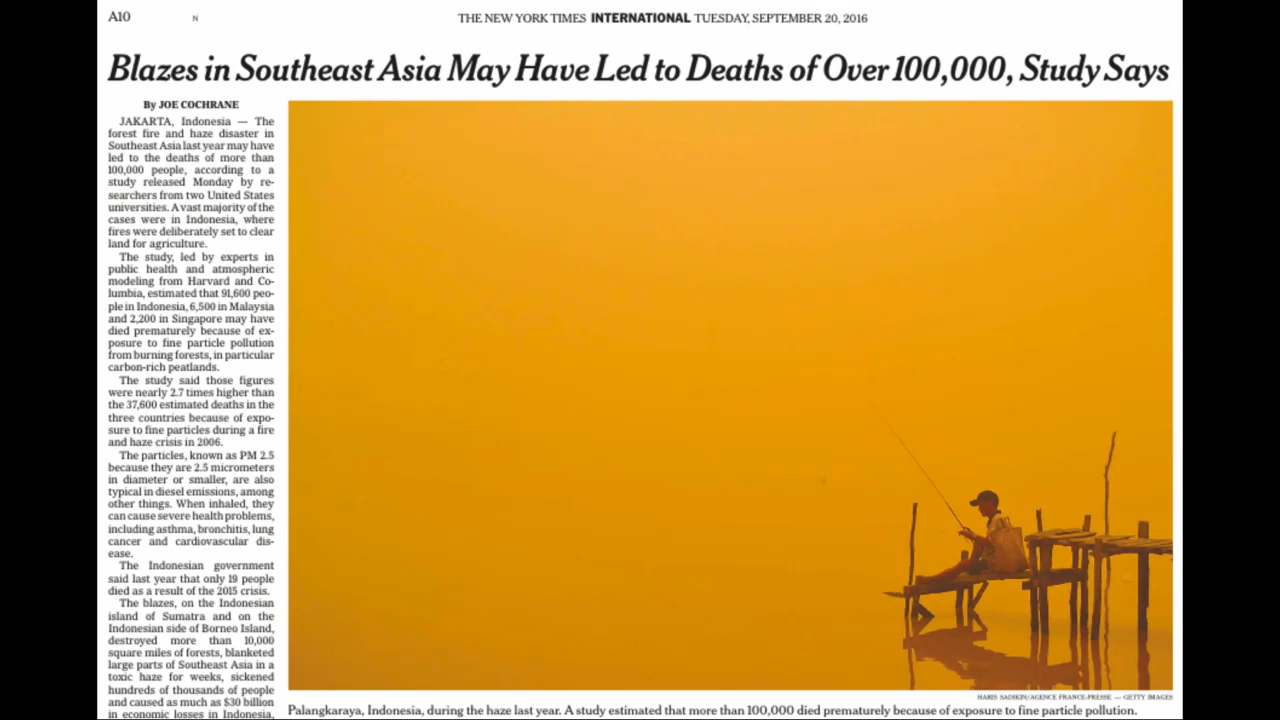 A10
N
THE NEW YORK TIMES INTERNATIONAL TUESDAY, SEPTEMBER 20, 2016
Blazes in Southeast Asia May Have Led to Deaths of Over 100,000, Study Says
By JOE COCHRANE
JAKARTA, Indonesia — The
forest fire and haze disaster in
Southeast Asia last year may have
led to the deaths of more than
100,000 people, according to a
study released Monday by re-
searchers from two United States
universities. A vast majority of the
cases were in Indonesia, where
fires were deliberately set to clear
land for agriculture.
The study, led by experts in
public health and atmospheric
modeling from Harvard and Co-
lumbia, estimated that 91,600 peo-
ple in Indonesia, 6,500 in Malaysia
and 2,200 in Singapore may have
died prematurely because of ex-
posure to fine particle pollution
from burning forests, in particular
carbon-rich peatlands.
The study said those figures
were nearly 2.7 times higher than
the 37,600 estimated deaths in the
three countries because of expo-
sure to fine particles during a fire
and haze crisis in 2006.
The particles, known as PM 2.5
because they are 2.5 micrometers
in diameter or smaller, are also
typical in diesel emissions, among
other things. When inhaled, they
can cause severe health problems,
including asthma, bronchitis, lung
cancer and cardiovascular dis-
ease.
The Indonesian government
said last year that only 19 people
died as a result of the 2015 crisis.
The blazes, on the Indonesian
island of Sumatra and on the
Indonesian side of Borneo Island,
destroyed more than 10,000
square miles of forests, blanketed
large parts of Southeast Asia in a
toxic haze for weeks, sickened
hundreds of thousands of people
and caused as much as $30 billion
in economic losses in Indonesia,
HARIS SADIKIN/AGENCE FRANCE-PRESSE — GETTY IMAGES
Palangkaraya, Indonesia, during the haze last year. A study estimated that more than 100,000 died prematurely because of exposure to fine particle pollution.